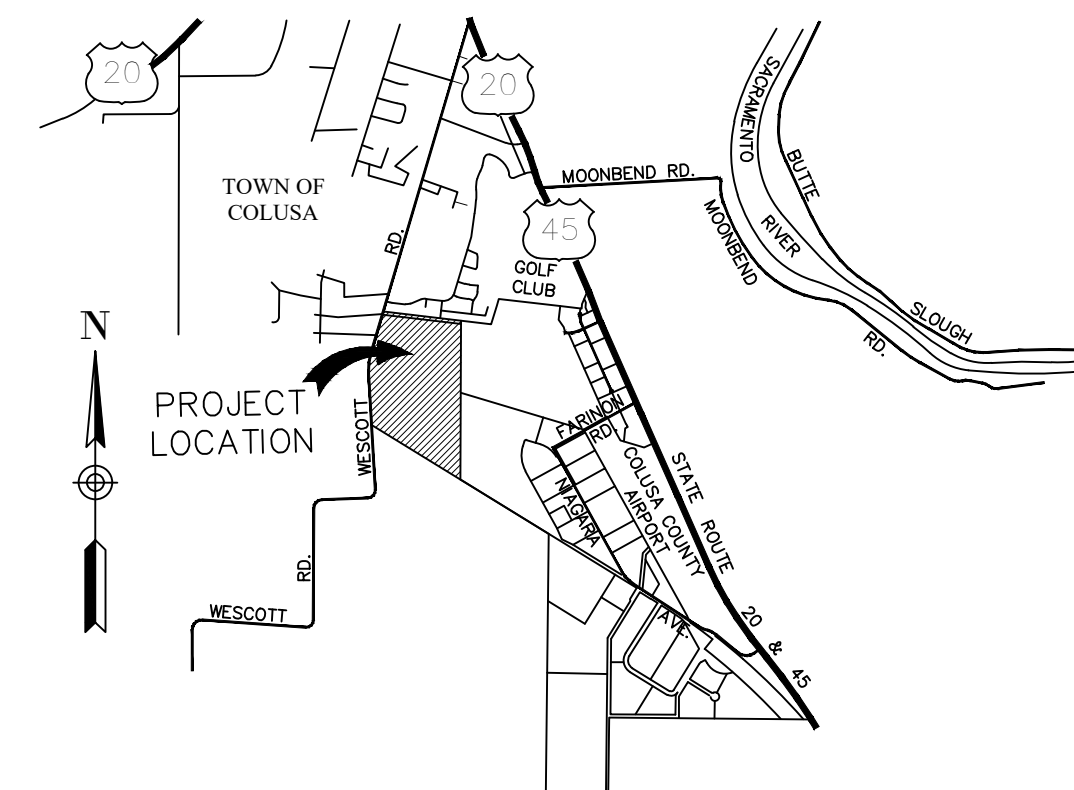 20
20
SACRAMENTO
BUTTE
MOONBEND RD.
TOWN OF
COLUSA
45
MOONBEND
RIVER
RD.
GOLF
CLUB
SLOUGH
RD.
N
PROJECT
LOCATION
WESCOTT
FARINON
RD.
COLUSA COUNTY
AIRPORT
STATE ROUTE
NIAGARA
RD.
WESCOTT
AVE.
20 & 45